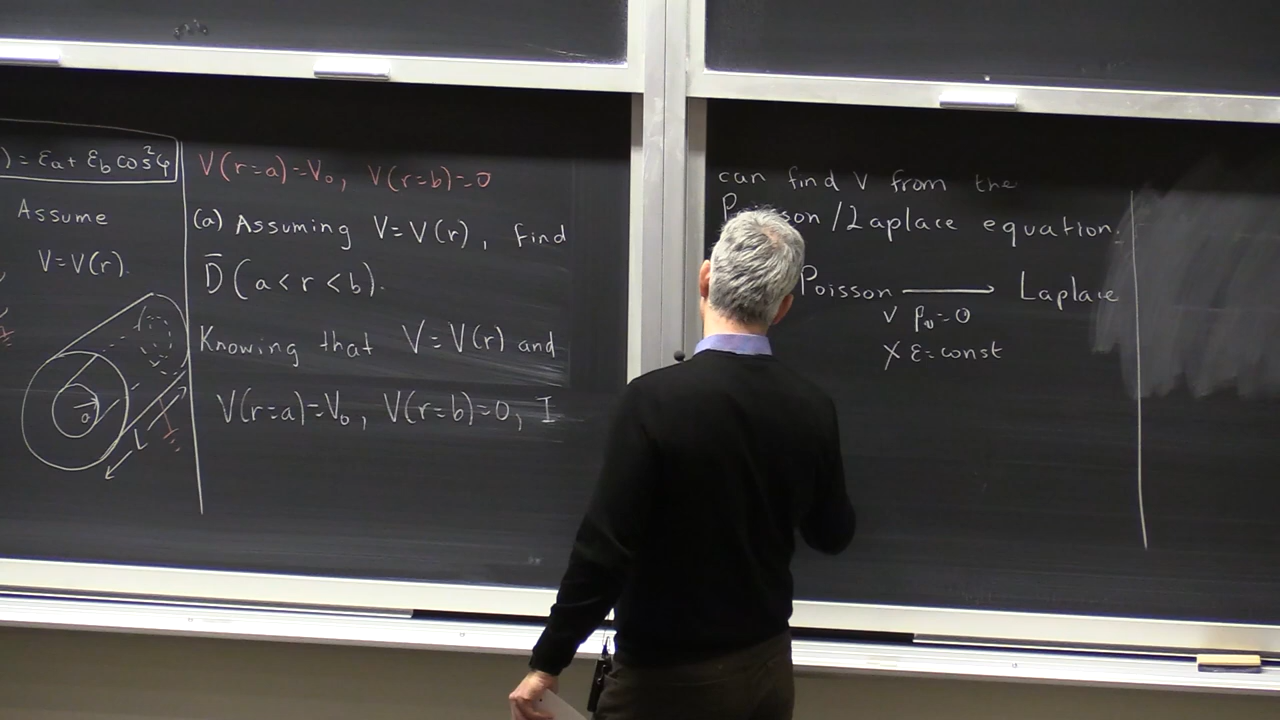 ) = εa + εb cos²φ
Assume
V=V(r).
a
L
V(r=a)=V₀, V(r=b)=0
(a) Assuming V=V(r), find
D̄ (a<r<b).
Knowing that V=V(r) and
V(r=a)=V₀, V(r=b)=0, I
can find V from the
Poisson/Laplace equation.
Poisson ⟶ Laplace
✓ ρv=0
X ε=const